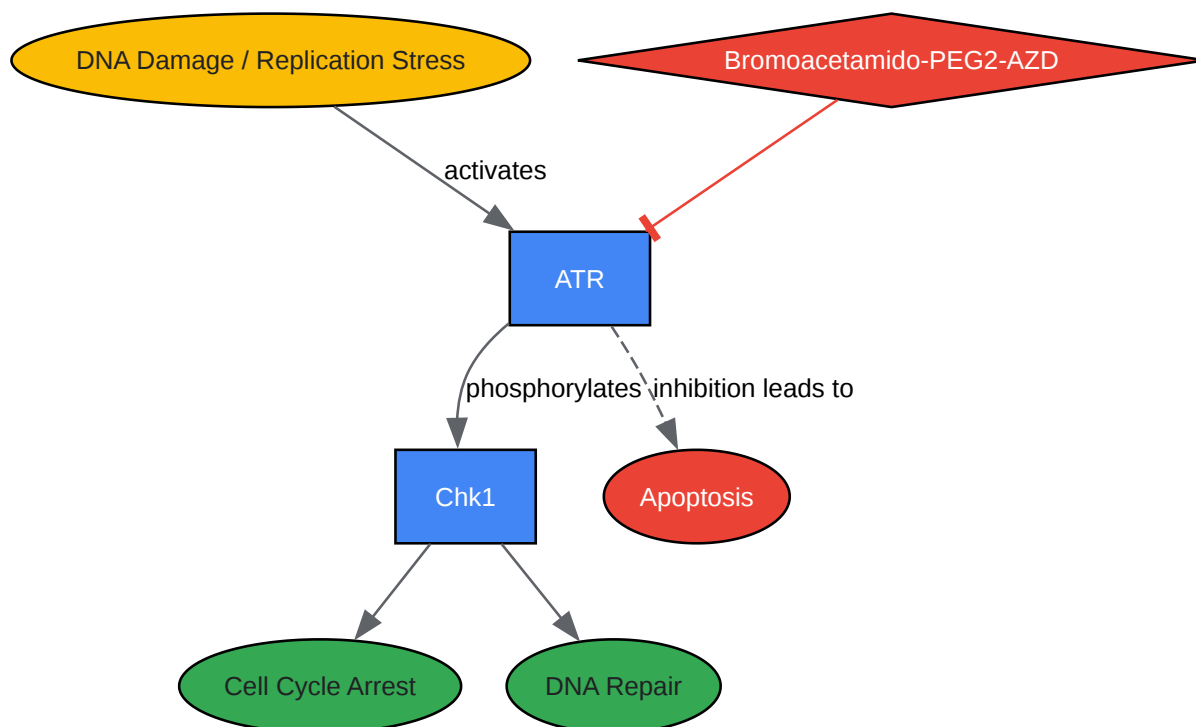 DNA Damage / Replication Stress
Bromoacetamido-PEG2-AZD
activates
ATR
phosphorylates
inhibition leads to
Chk1
Apoptosis
Cell Cycle Arrest
DNA Repair